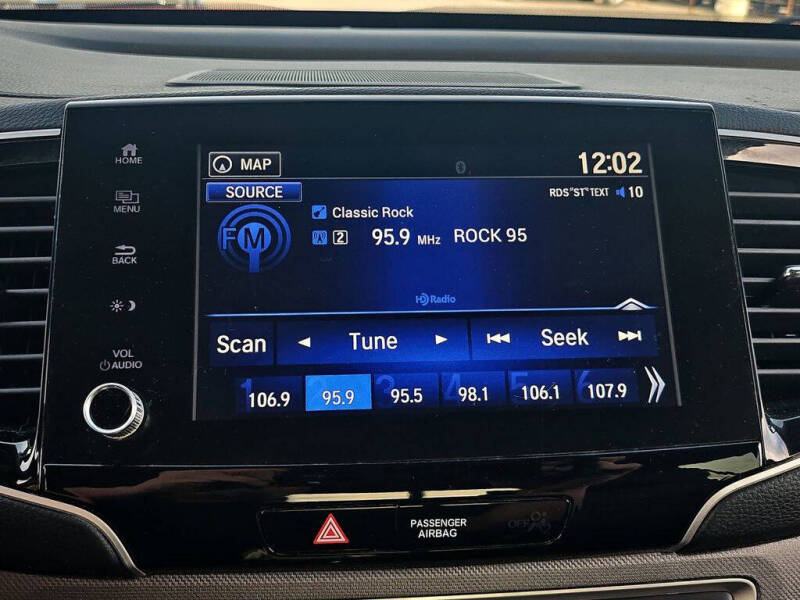 HOME
MENU
BACK
VOL
AUDIO
MAP
12:02
SOURCE
RDS "ST" TEXT 10
FM
Classic Rock
2 95.9 MHz ROCK 95
HD Radio
Scan Tune Seek
1 2 3 4 5 6
106.9 95.9 95.5 98.1 106.1 107.9
PASSENGER
AIRBAG
OFF